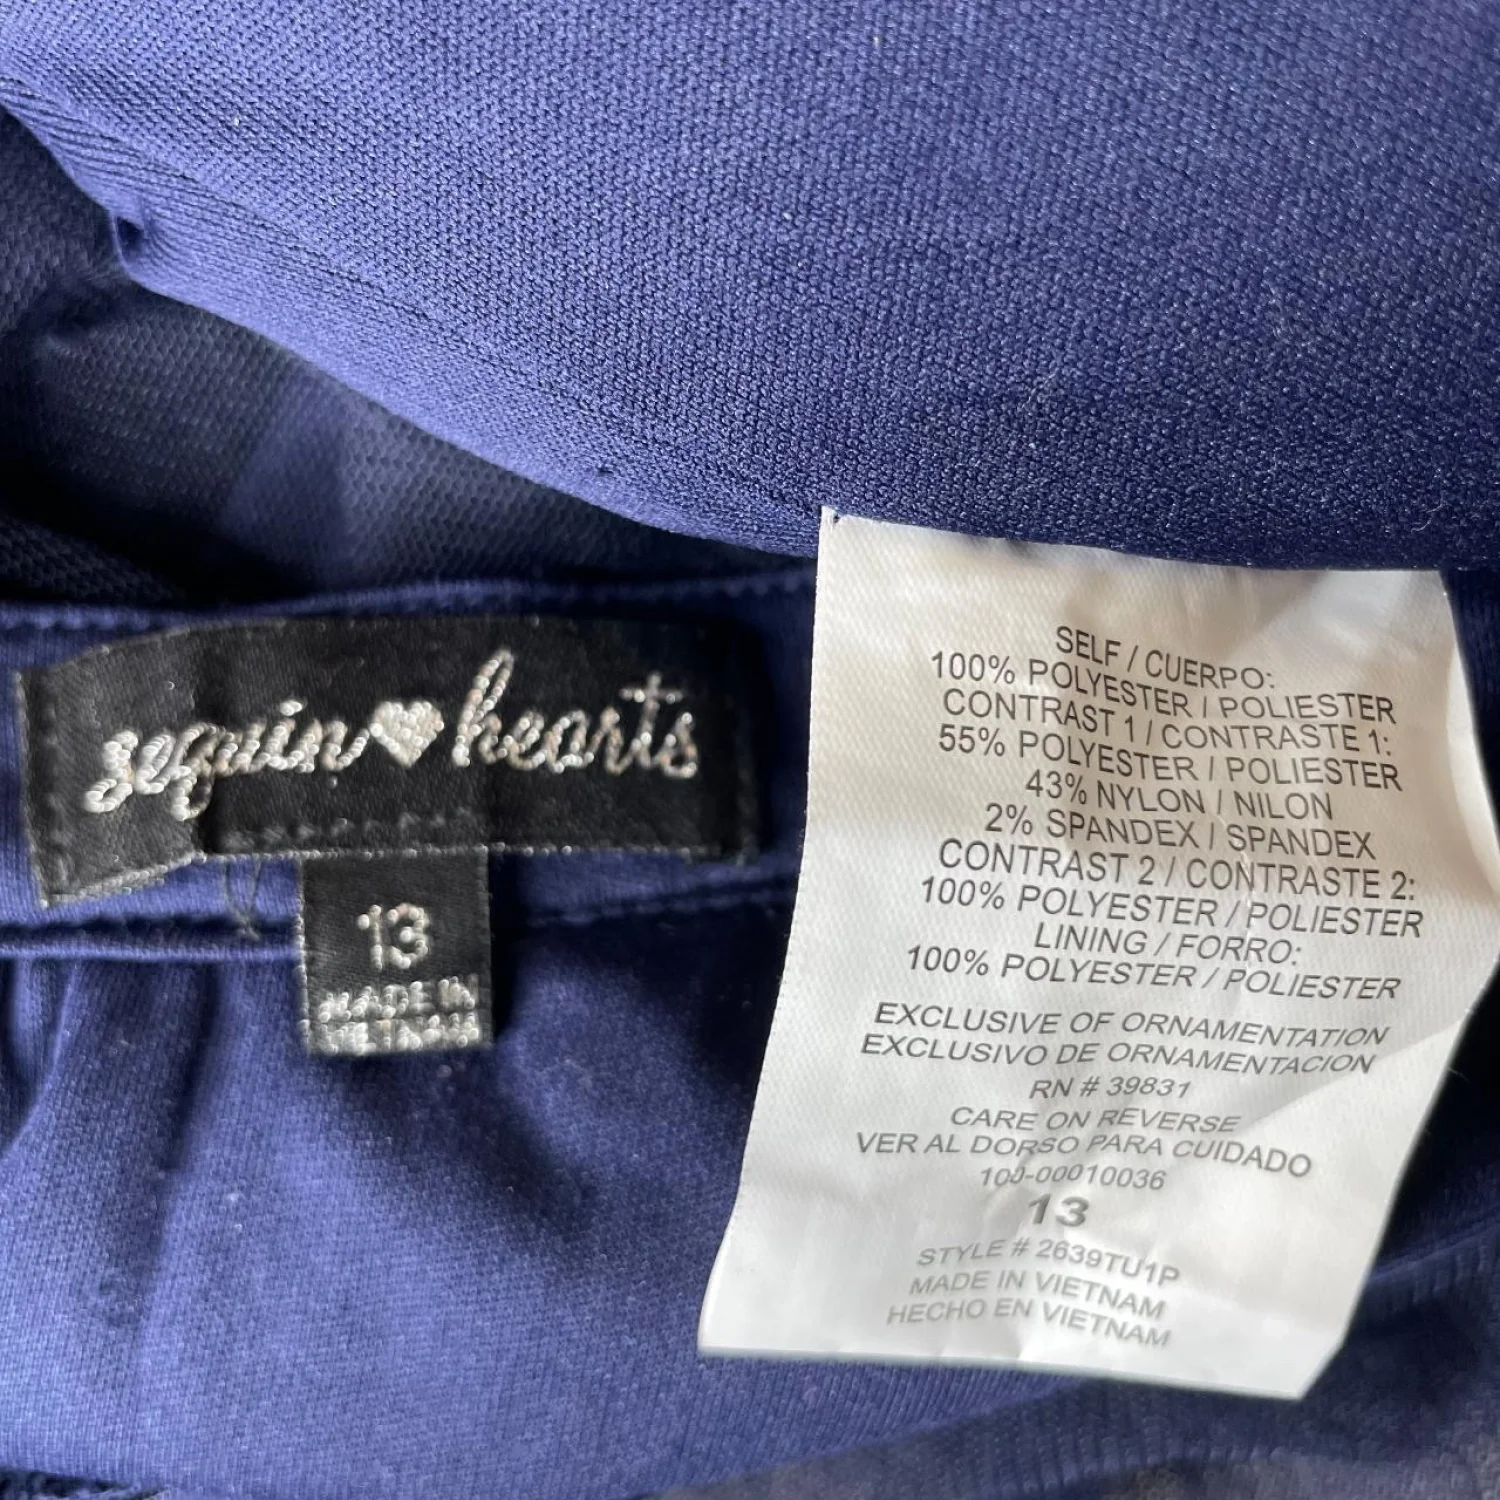 sequin hearts
13
MADE IN
VIETNAM
SELF / CUERPO:
100% POLYESTER / POLIESTER
CONTRAST 1 / CONTRASTE 1:
55% POLYESTER / POLIESTER
43% NYLON / NILON
2% SPANDEX / SPANDEX
CONTRAST 2 / CONTRASTE 2:
100% POLYESTER / POLIESTER
LINING / FORRO:
100% POLYESTER / POLIESTER
EXCLUSIVE OF ORNAMENTATION
EXCLUSIVO DE ORNAMENTACION
RN # 39831
CARE ON REVERSE
VER AL DORSO PARA CUIDADO
100-00010036
13
STYLE # 2639TU1P
MADE IN VIETNAM
HECHO EN VIETNAM